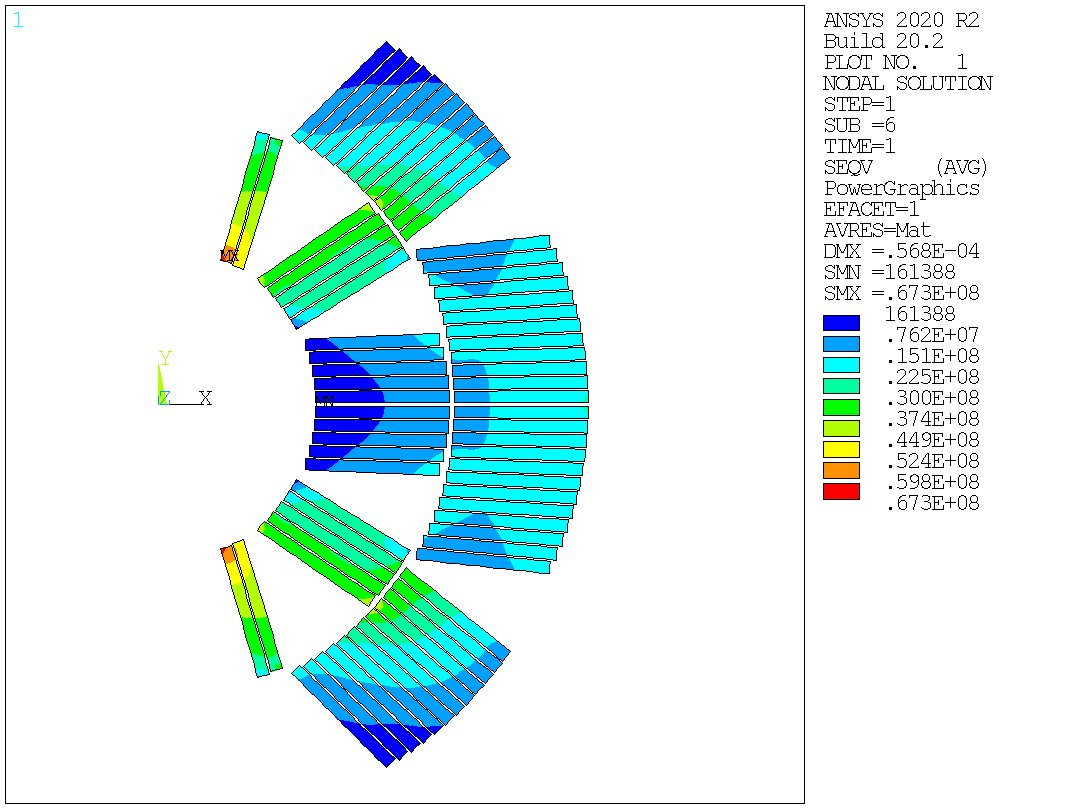 1
ANSYS 2020 R2
Build 20.2
PLOT NO. 1
NODAL SOLUTION
STEP=1
SUB =6
TIME=1
SEQV (AVG)
PowerGraphics
EFACET=1
AVRES=Mat
DMX =.568E-04
SMN =161388
SMX =.673E+08
161388
.762E+07
.151E+08
.225E+08
.300E+08
.374E+08
.449E+08
.524E+08
.598E+08
.673E+08
MX
Y
Z X
MN